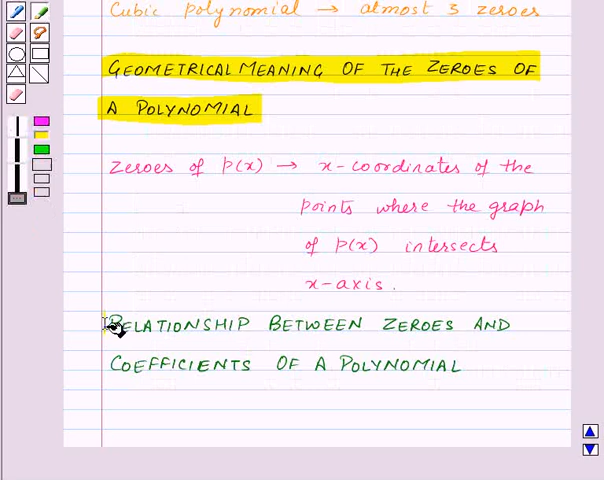 Cubic polynomial → almost 3 zeroes
GEOMETRICAL MEANING OF THE ZEROES OF
A POLYNOMIAL
Zeroes of p(x) → x-coordinates of the
points where the graph
of p(x) intersects
x-axis.
RELATIONSHIP BETWEEN ZEROES AND
COEFFICIENTS OF A POLYNOMIAL